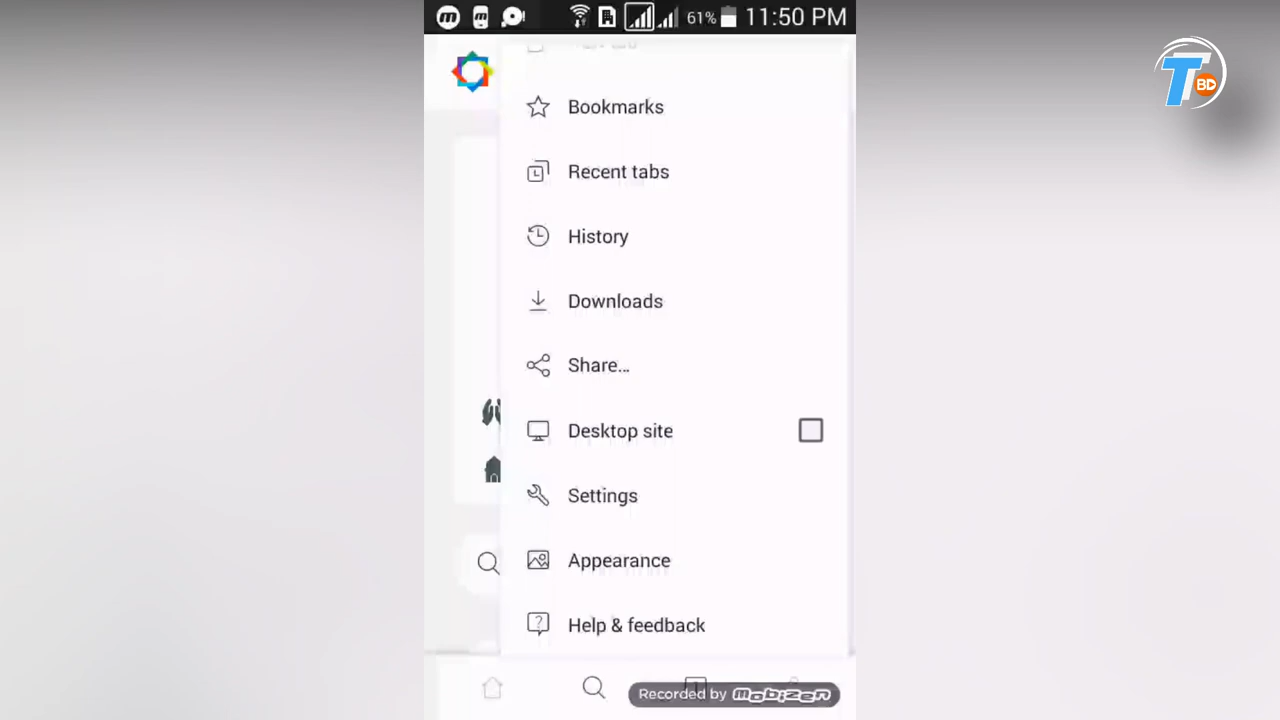 61% 11:50 PM
T BD
Bookmarks
Recent tabs
History
Downloads
Share...
Desktop site
Settings
Appearance
Help & feedback
Recorded by mobizen